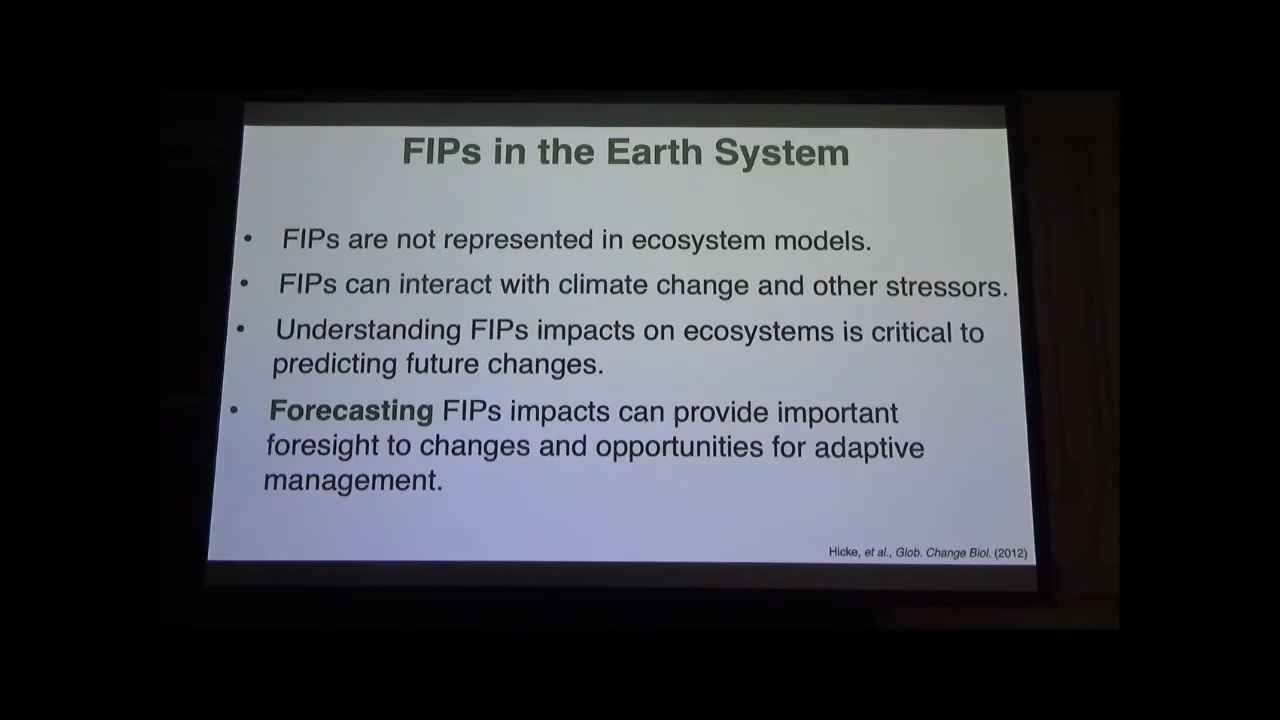 FIPs in the Earth System
• FIPs are not represented in ecosystem models.
• FIPs can interact with climate change and other stressors.
• Understanding FIPs impacts on ecosystems is critical to
predicting future changes.
• Forecasting FIPs impacts can provide important
foresight to changes and opportunities for adaptive
management.
Hicke, et al., Glob. Change Biol. (2012)